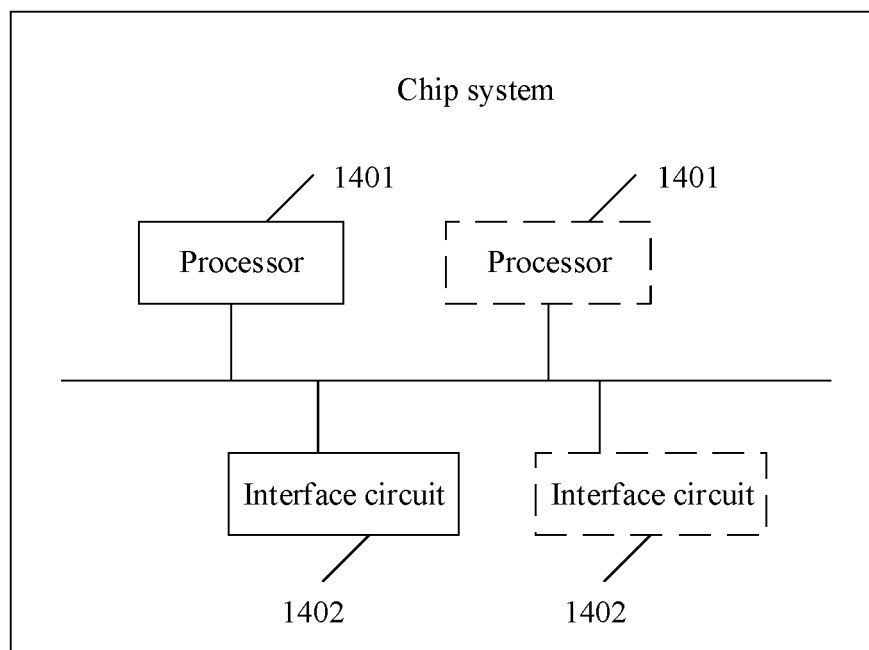 Chip system
1401
1401
Processor
Processor
Interface circuit
Interface circuit
1402
1402